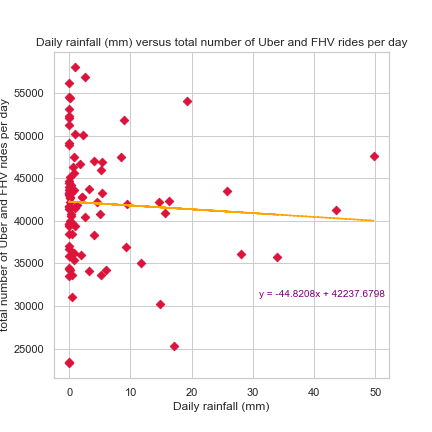 Daily rainfall (mm) versus total number of Uber and FHV rides per day
total number of Uber and FHV rides per day
55000
50000
45000
40000
35000
30000
25000
y = -44.8208x + 42237.6798
0 10 20 30 40 50
Daily rainfall (mm)